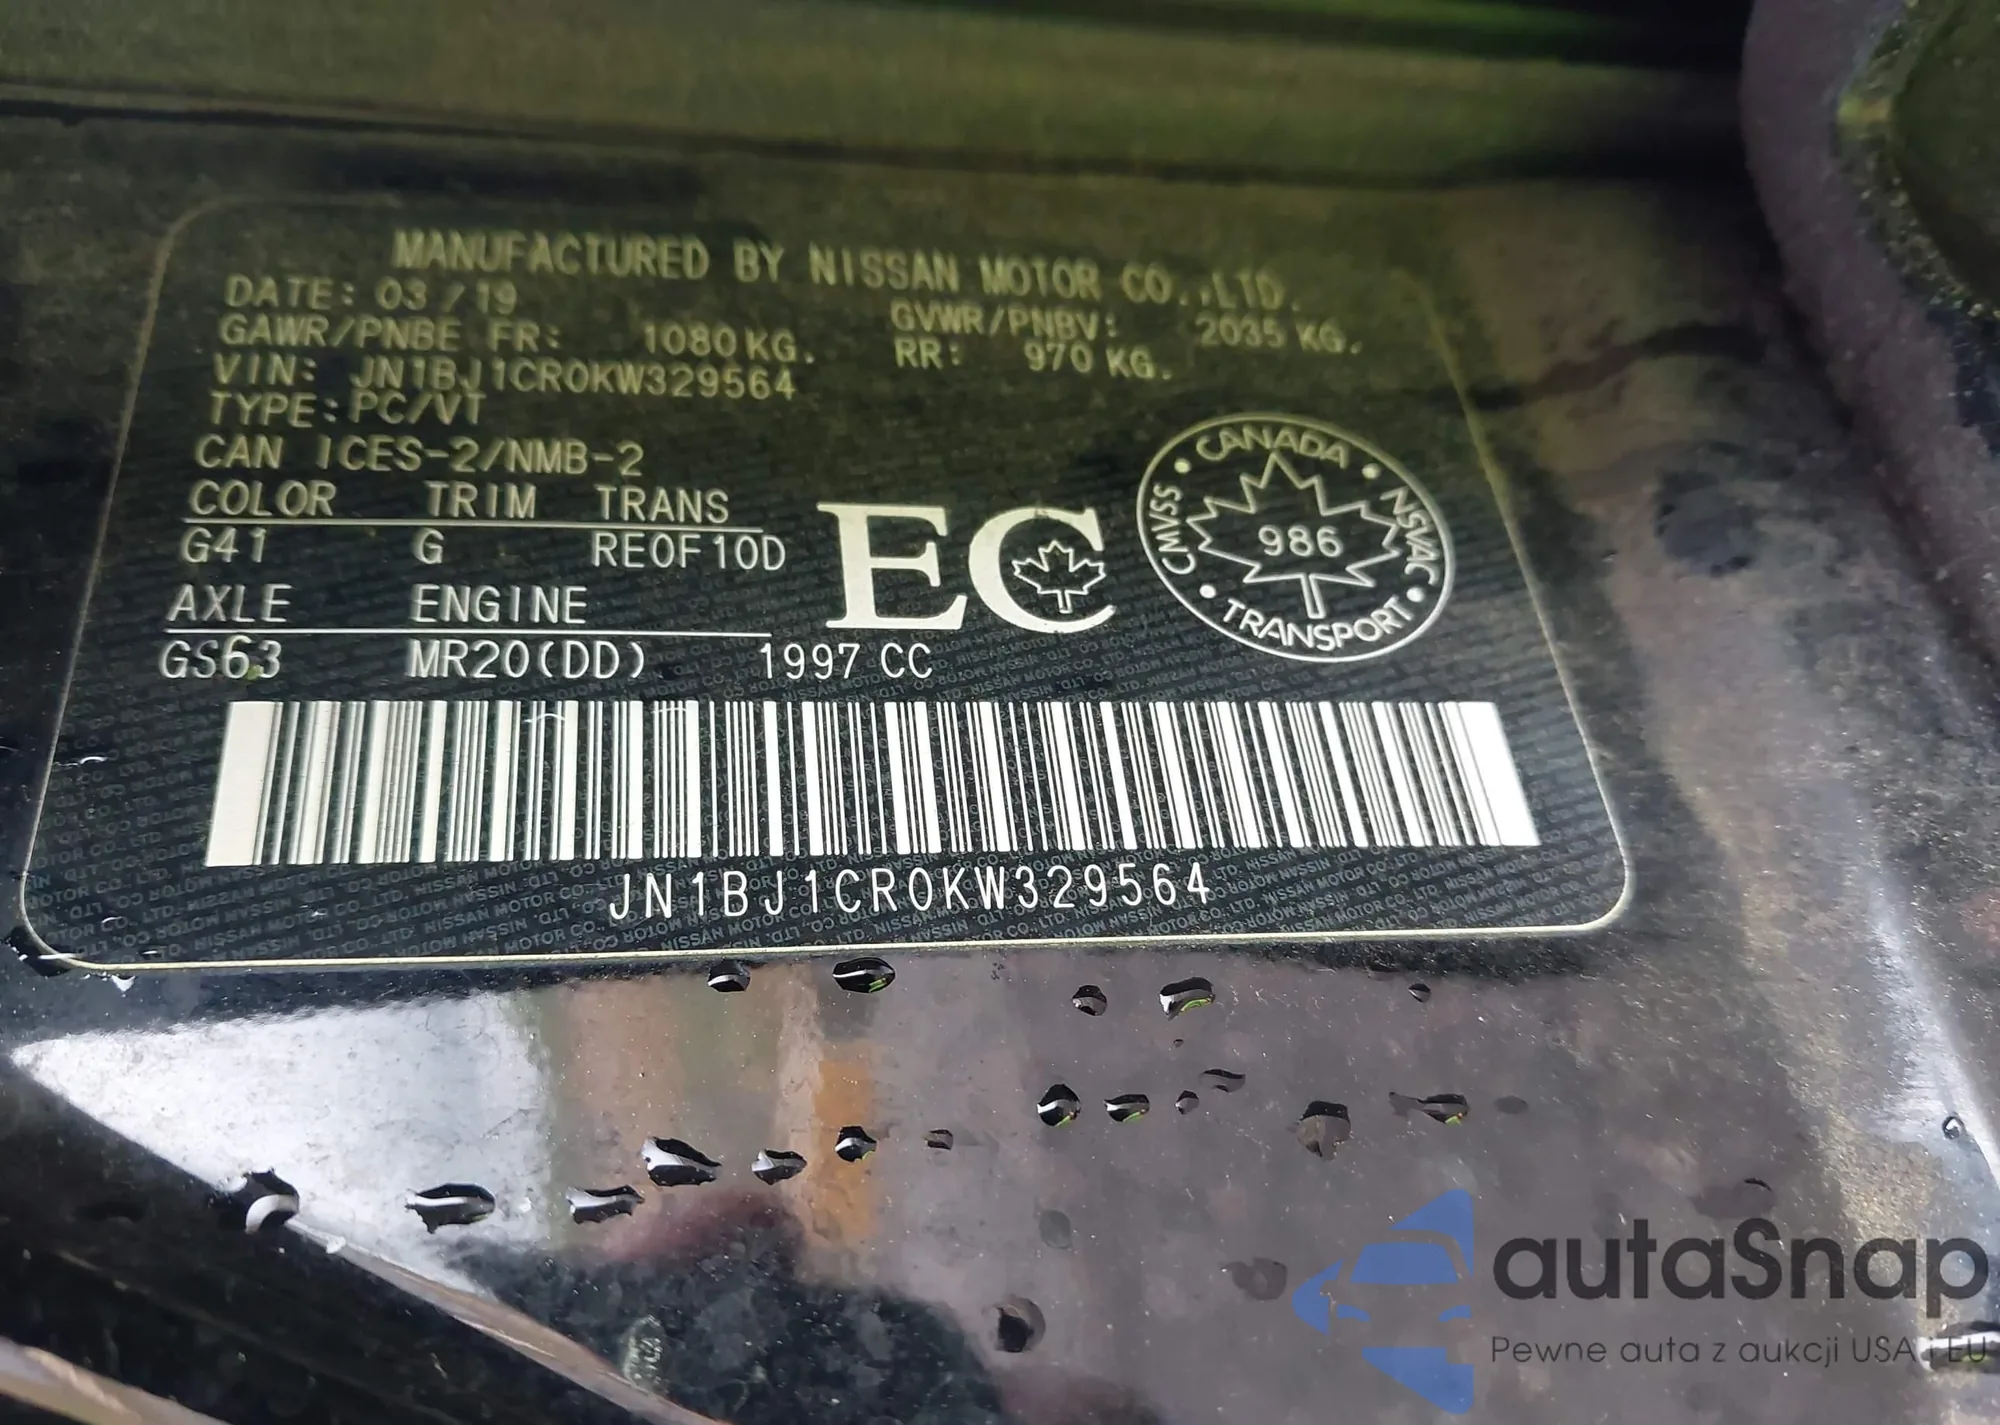 MANUFACTURED BY NISSAN MOTOR CO.,LTD.
DATE: 03/19 GVWR/PNBV: 2035 KG.
GAWR/PNBE FR: 1080 KG. RR: 970 KG.
VIN: JN1BJ1CR0KW329564
TYPE:PC/VT
CAN ICES-2/NMB-2
COLOR TRIM TRANS
G41 G RE0F10D
AXLE ENGINE
GS63 MR20(DD) 1997 CC
EC
CANADA
CMVSS 986 NSVAC
TRANSPORT
JN1BJ1CR0KW329564
autaSnap
Pewne auta z aukcji USA i EU